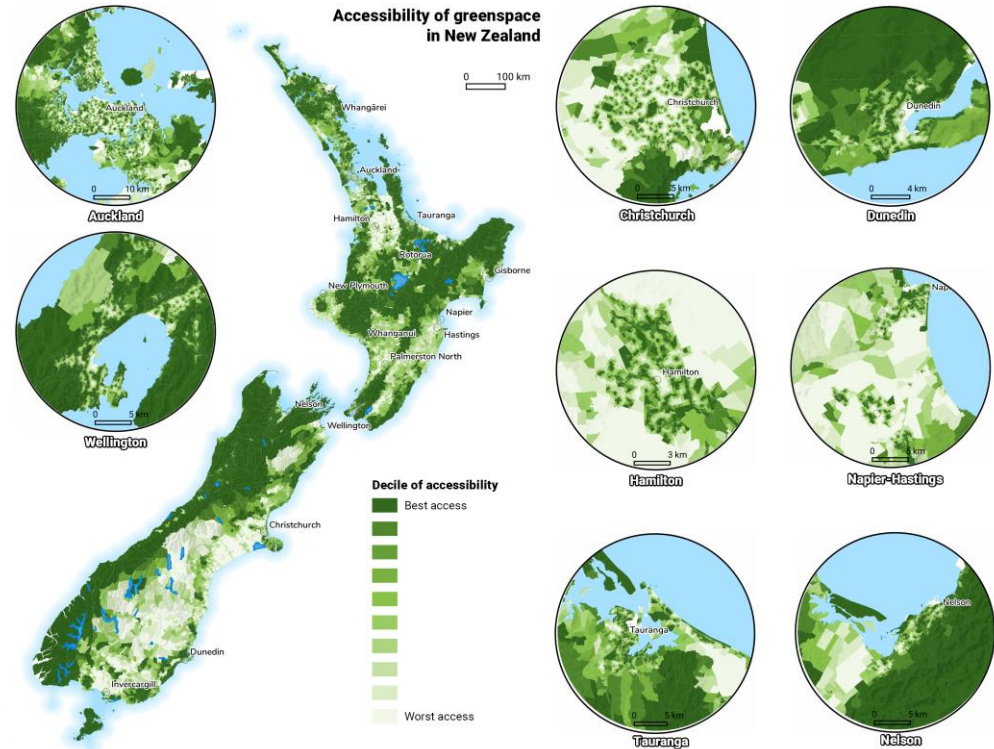 Accessibility of greenspace
in New Zealand
0 100 km
Auckland
0 10 km
Auckland
0 5 km
Wellington
Whangārei
Auckland
Hamilton
Tauranga
Rotorua
Gisborne
New Plymouth
Napier
Hastings
Whanganui
Palmerston North
Nelson
Wellington
Christchurch
Dunedin
Invercargill
Decile of accessibility
Best access
Worst access
Christchurch
0 5 km
Christchurch
Dunedin
0 4 km
Dunedin
Hamilton
0 3 km
Hamilton
Nap
0 5 km
Napier-Hastings
Tauranga
0 5 km
Tauranga
Nelson
0 5 km
Nelson